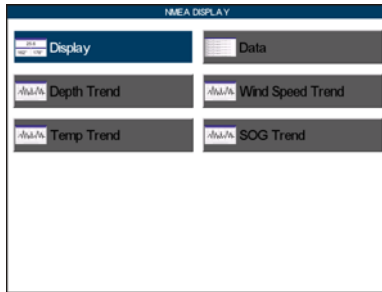 NMEA DISPLAY
Display
Data
Depth Trend
Wind Speed Trend
Temp Trend
SOG Trend